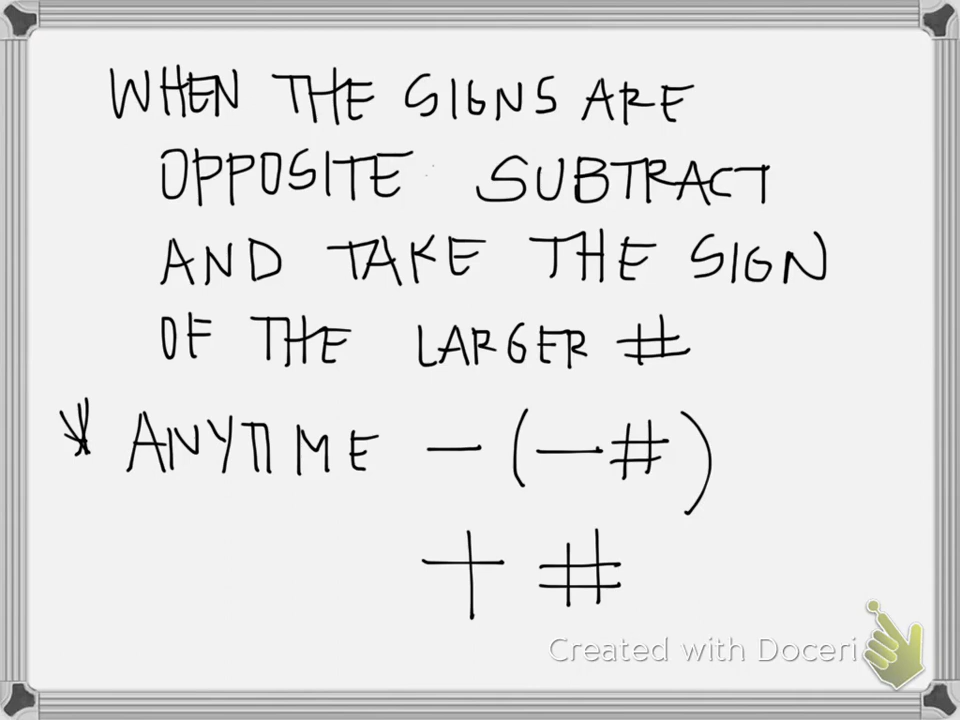 WHEN THE SIGNS ARE
OPPOSITE SUBTRACT
AND TAKE THE SIGN
OF THE LARGER #
* ANYTIME - (-#)
+ #
Created with Doceri